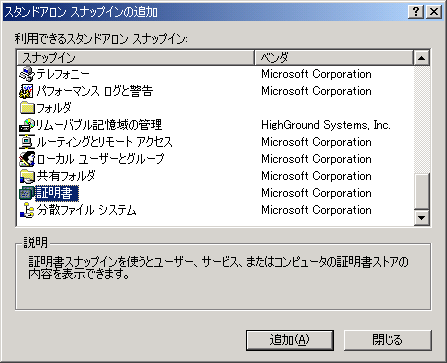 スタンドアロン スナップインの追加
利用できるスタンドアロン スナップイン:
スナップイン ベンダ
テレフォニー Microsoft Corporation
パフォーマンス ログと警告 Microsoft Corporation
フォルダ
リムーバブル記憶域の管理 HighGround Systems, Inc.
ルーティングとリモート アクセス Microsoft Corporation
ローカル ユーザーとグループ Microsoft Corporation
共有フォルダ Microsoft Corporation
証明書 Microsoft Corporation
分散ファイル システム Microsoft Corporation
説明
証明書スナップインを使うとユーザー、サービス、またはコンピュータの証明書ストアの
内容を表示できます。
追加(A) 閉じる